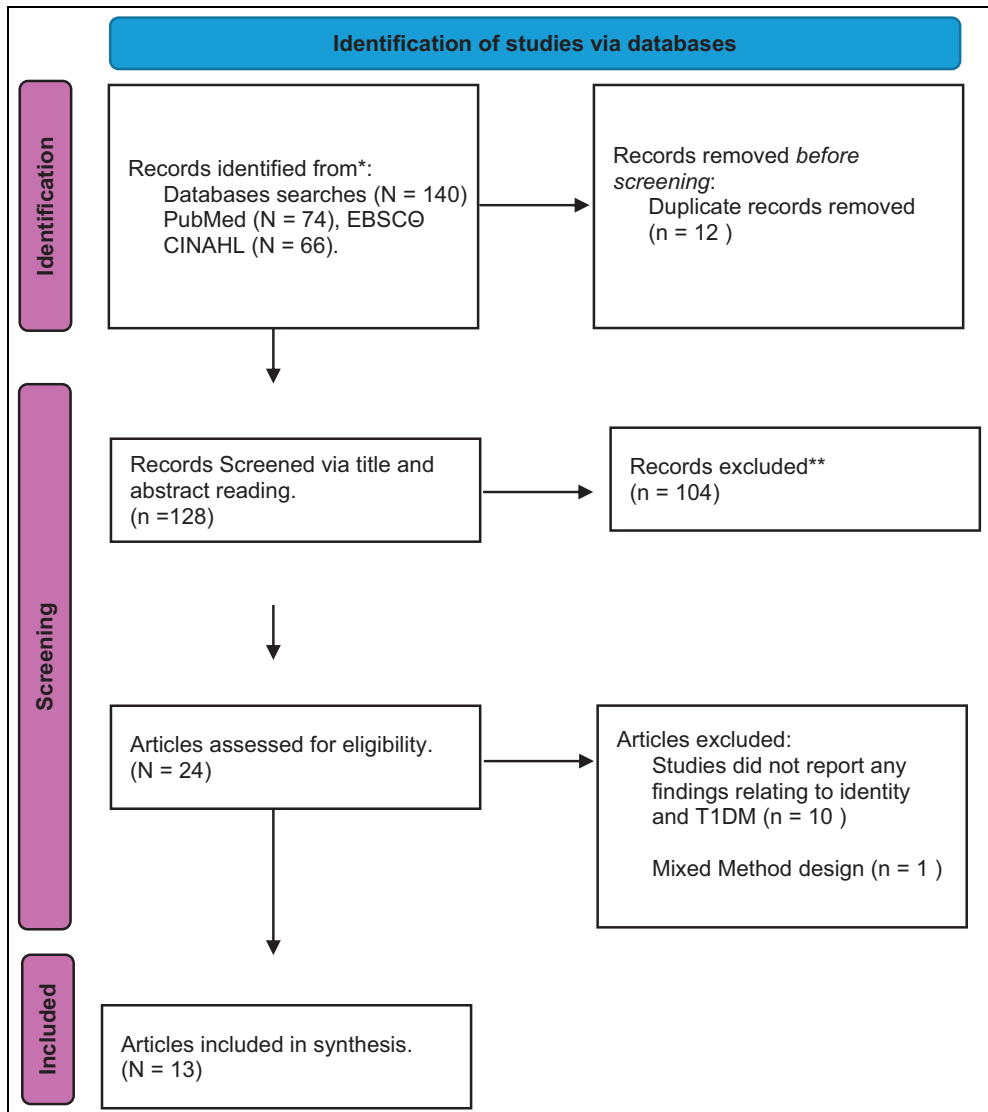 Identification of studies via databases
Identification
Records identified from*:
Databases searches (N = 140)
PubMed (N = 74), EBSCO
CINAHL (N = 66).
Records removed before
screening:
Duplicate records removed
(n = 12 )
Screening
Records Screened via title and
abstract reading.
(n =128)
Records excluded**
(n = 104)
Articles assessed for eligibility.
(N = 24)
Articles excluded:
Studies did not report any
findings relating to identity
and T1DM (n = 10 )
Mixed Method design (n = 1 )
Included
Articles included in synthesis.
(N = 13)